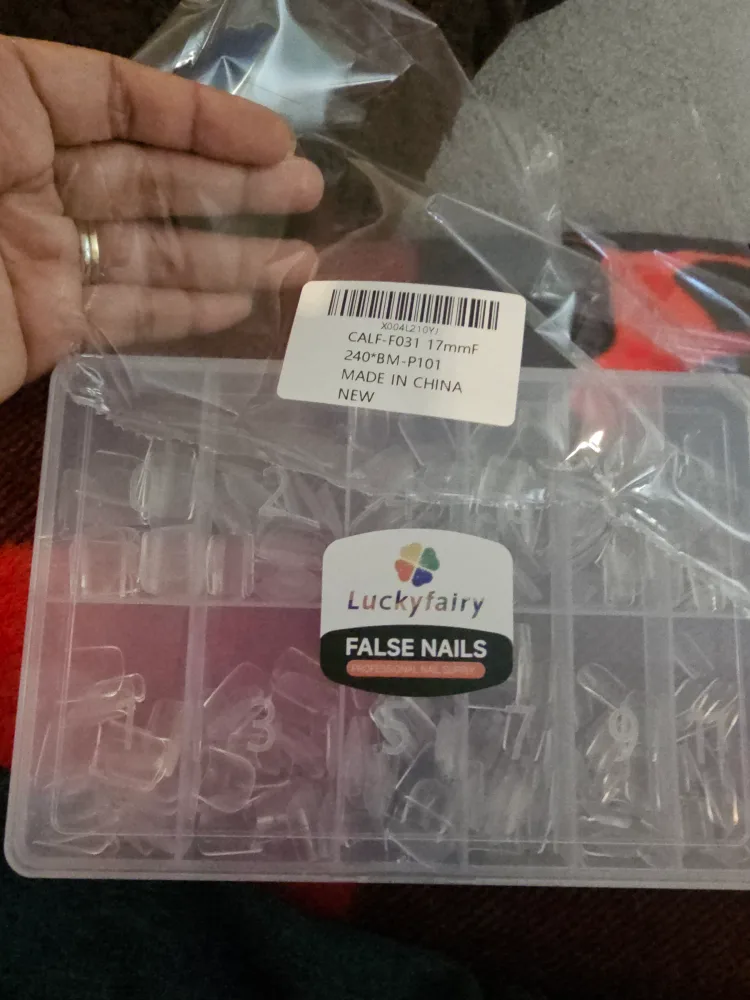 X004L210YJ
CALF-F031 17mmF
240*BM-P101
MADE IN CHINA
NEW
Luckyfairy
FALSE NAILS
PROFESSIONAL NAIL SUPPLY
1 3 5 7 9 11